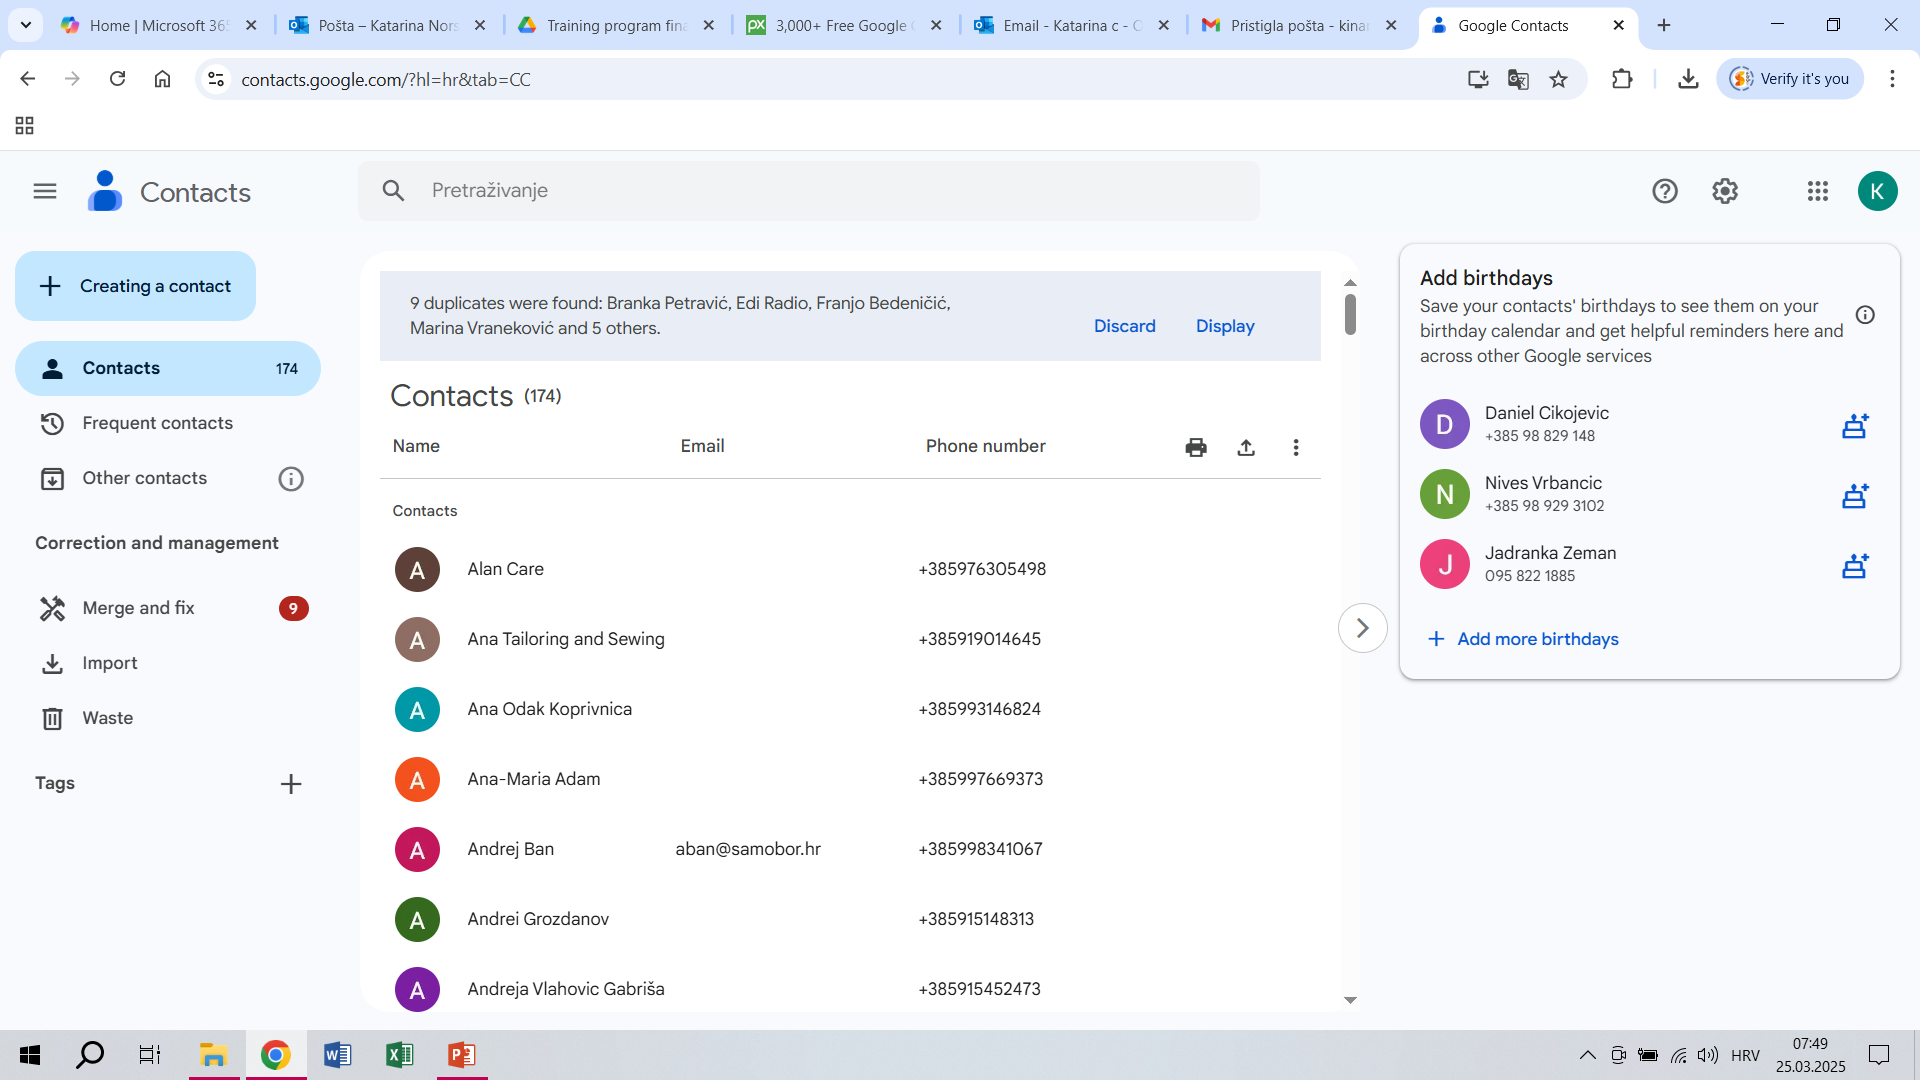 Home | Microsoft 365
Pošta – Katarina Nors
Training program fina
3,000+ Free Google
Email - Katarina c - O
Pristigla pošta - kinar
Google Contacts
contacts.google.com/?hl=hr&tab=CC
Verify it's you
Contacts
Pretraživanje
K
Creating a contact
Contacts 174
Frequent contacts
Other contacts
Correction and management
Merge and fix 9
Import
Waste
Tags
9 duplicates were found: Branka Petravić, Edi Radio, Franjo Bedeničić,
Marina Vraneković and 5 others.
Discard Display
Contacts (174)
Name Email Phone number
Contacts
A Alan Care +385976305498
A Ana Tailoring and Sewing +385919014645
A Ana Odak Koprivnica +385993146824
A Ana-Maria Adam +385997669373
A Andrej Ban aban@samobor.hr +385998341067
A Andrei Grozdanov +385915148313
A Andreja Vlahovic Gabriša +385915452473
Add birthdays
Save your contacts' birthdays to see them on your
birthday calendar and get helpful reminders here and
across other Google services
D Daniel Cikojevic
+385 98 829 148
N Nives Vrbancic
+385 98 929 3102
J Jadranka Zeman
095 822 1885
Add more birthdays
HRV
07:49
25.03.2025